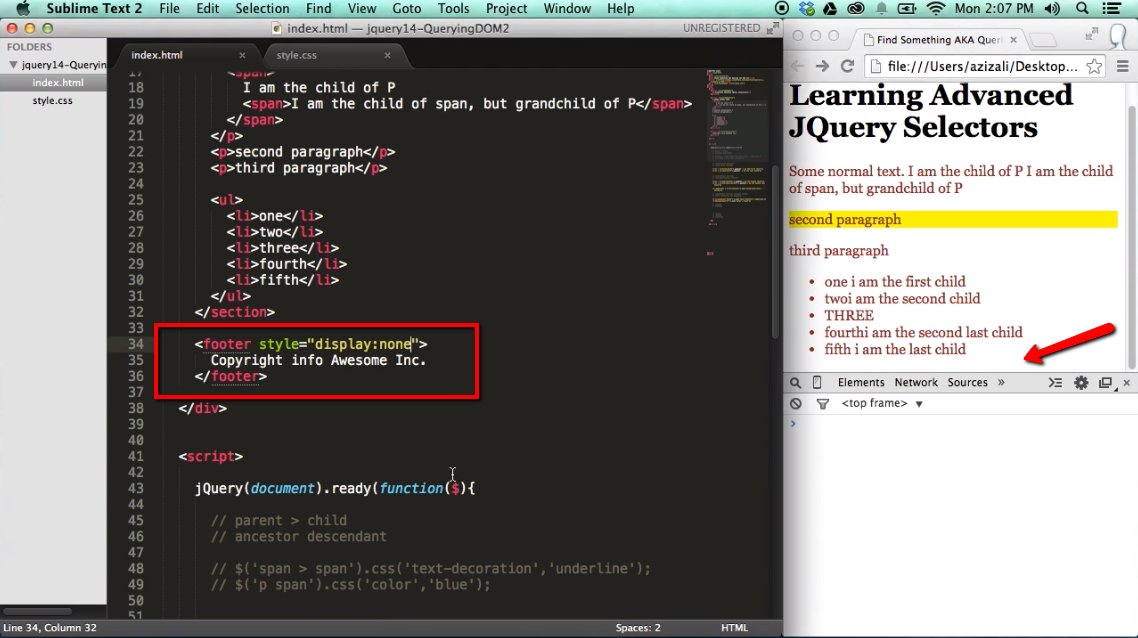 Sublime Text 2 File Edit Selection Find View Goto Tools Project Window Help Mon 2:07 PM
index.html — jquery14-QueryingDOM2 UNREGISTERED
FOLDERS
jquery14-Queryin
index.html
style.css
index.html × style.css ×
17 <span>
18 I am the child of P
19 <span>I am the child of span, but grandchild of P</span>
20 </span>
21 </p>
22 <p>second paragraph</p>
23 <p>third paragraph</p>
24
25 <ul>
26 <li>one</li>
27 <li>two</li>
28 <li>three</li>
29 <li>fourth</li>
30 <li>fifth</li>
31 </ul>
32 </section>
33
34 <footer style="display:none">
35 Copyright info Awesome Inc.
36 </footer>
37
38 </div>
39
40
41 <script>
42
43 jQuery(document).ready(function($){
44
45 // parent > child
46 // ancestor descendant
47
48 // $('span > span').css('text-decoration','underline');
49 // $('p span').css('color','blue');
50
51
Line 34, Column 32 Spaces: 2 HTML
Find Something AKA Queri ×
file:///Users/azizali/Desktop...
Learning Advanced
JQuery Selectors
Some normal text. I am the child of P I am the child
of span, but grandchild of P
second paragraph
third paragraph
• one i am the first child
• twoi am the second child
• THREE
• fourthi am the second last child
• fifth i am the last child
Elements Network Sources » ×
<top frame> ▼